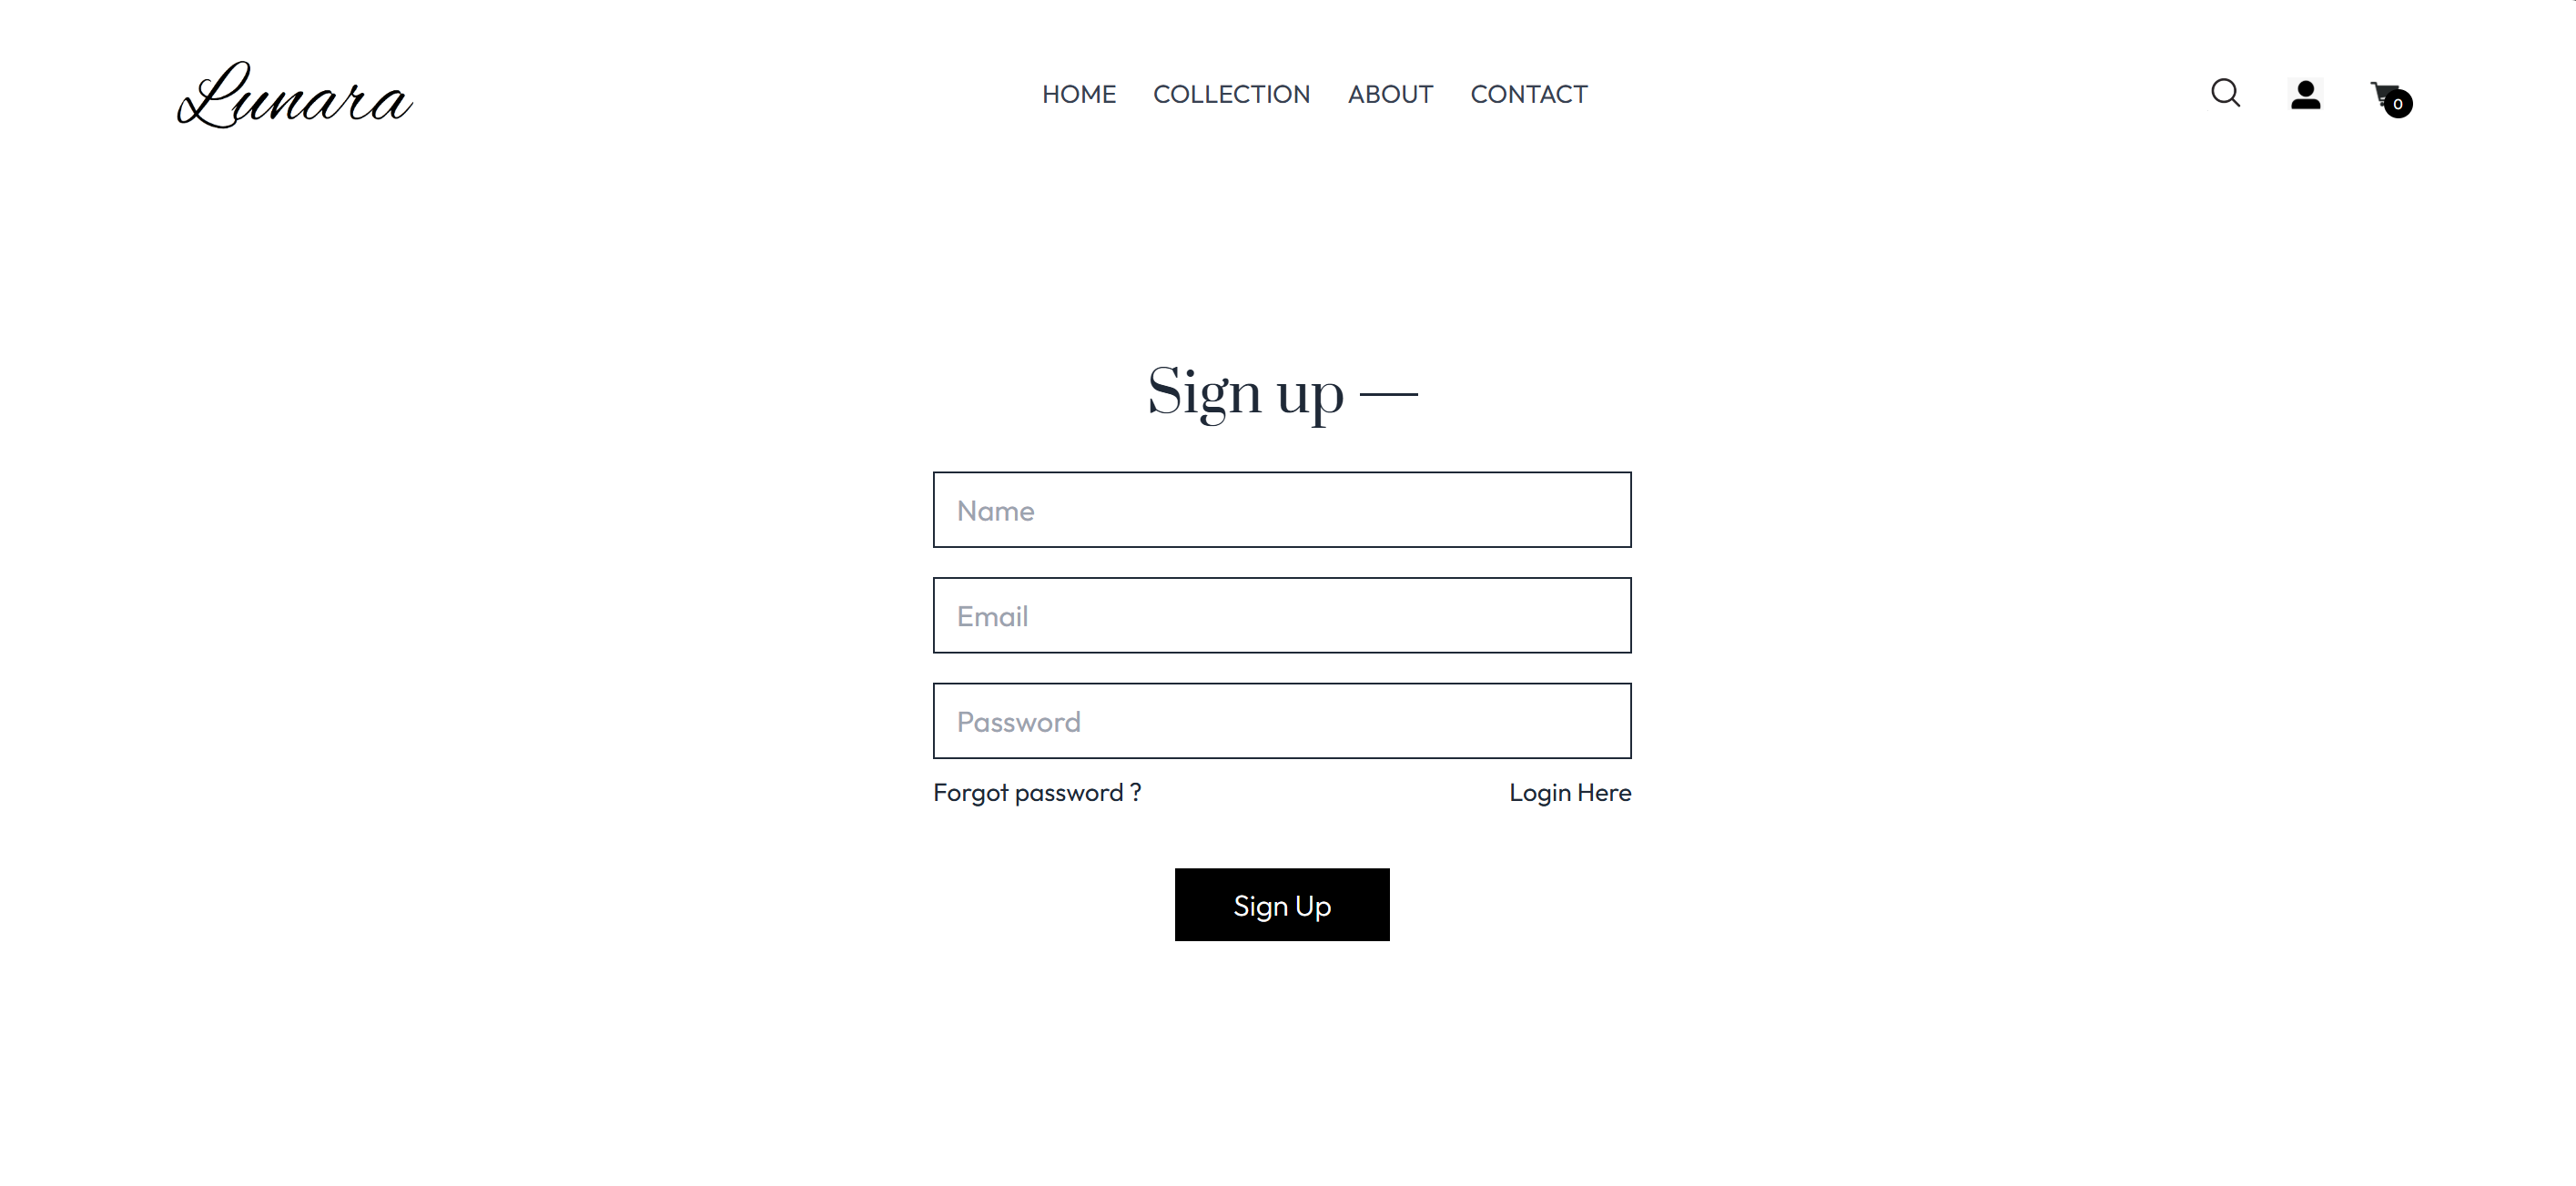 Lunara
HOME COLLECTION ABOUT CONTACT
0
Sign up —
Name
Email
Password
Forgot password ? Login Here
Sign Up